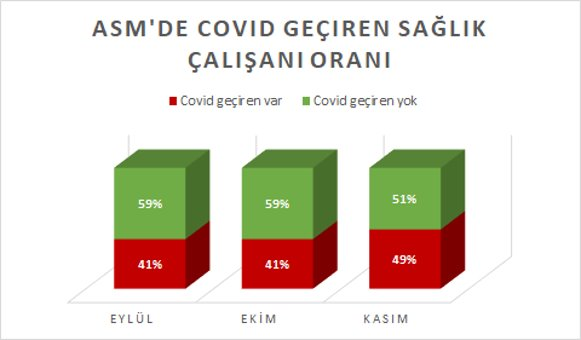 ASM'DE COVID GEÇİREN SAĞLIK
ÇALIŞANI ORANI
Covid geçiren var Covid geçiren yok
59% 59% 51%
41% 41% 49%
EYLÜL EKİM KASIM